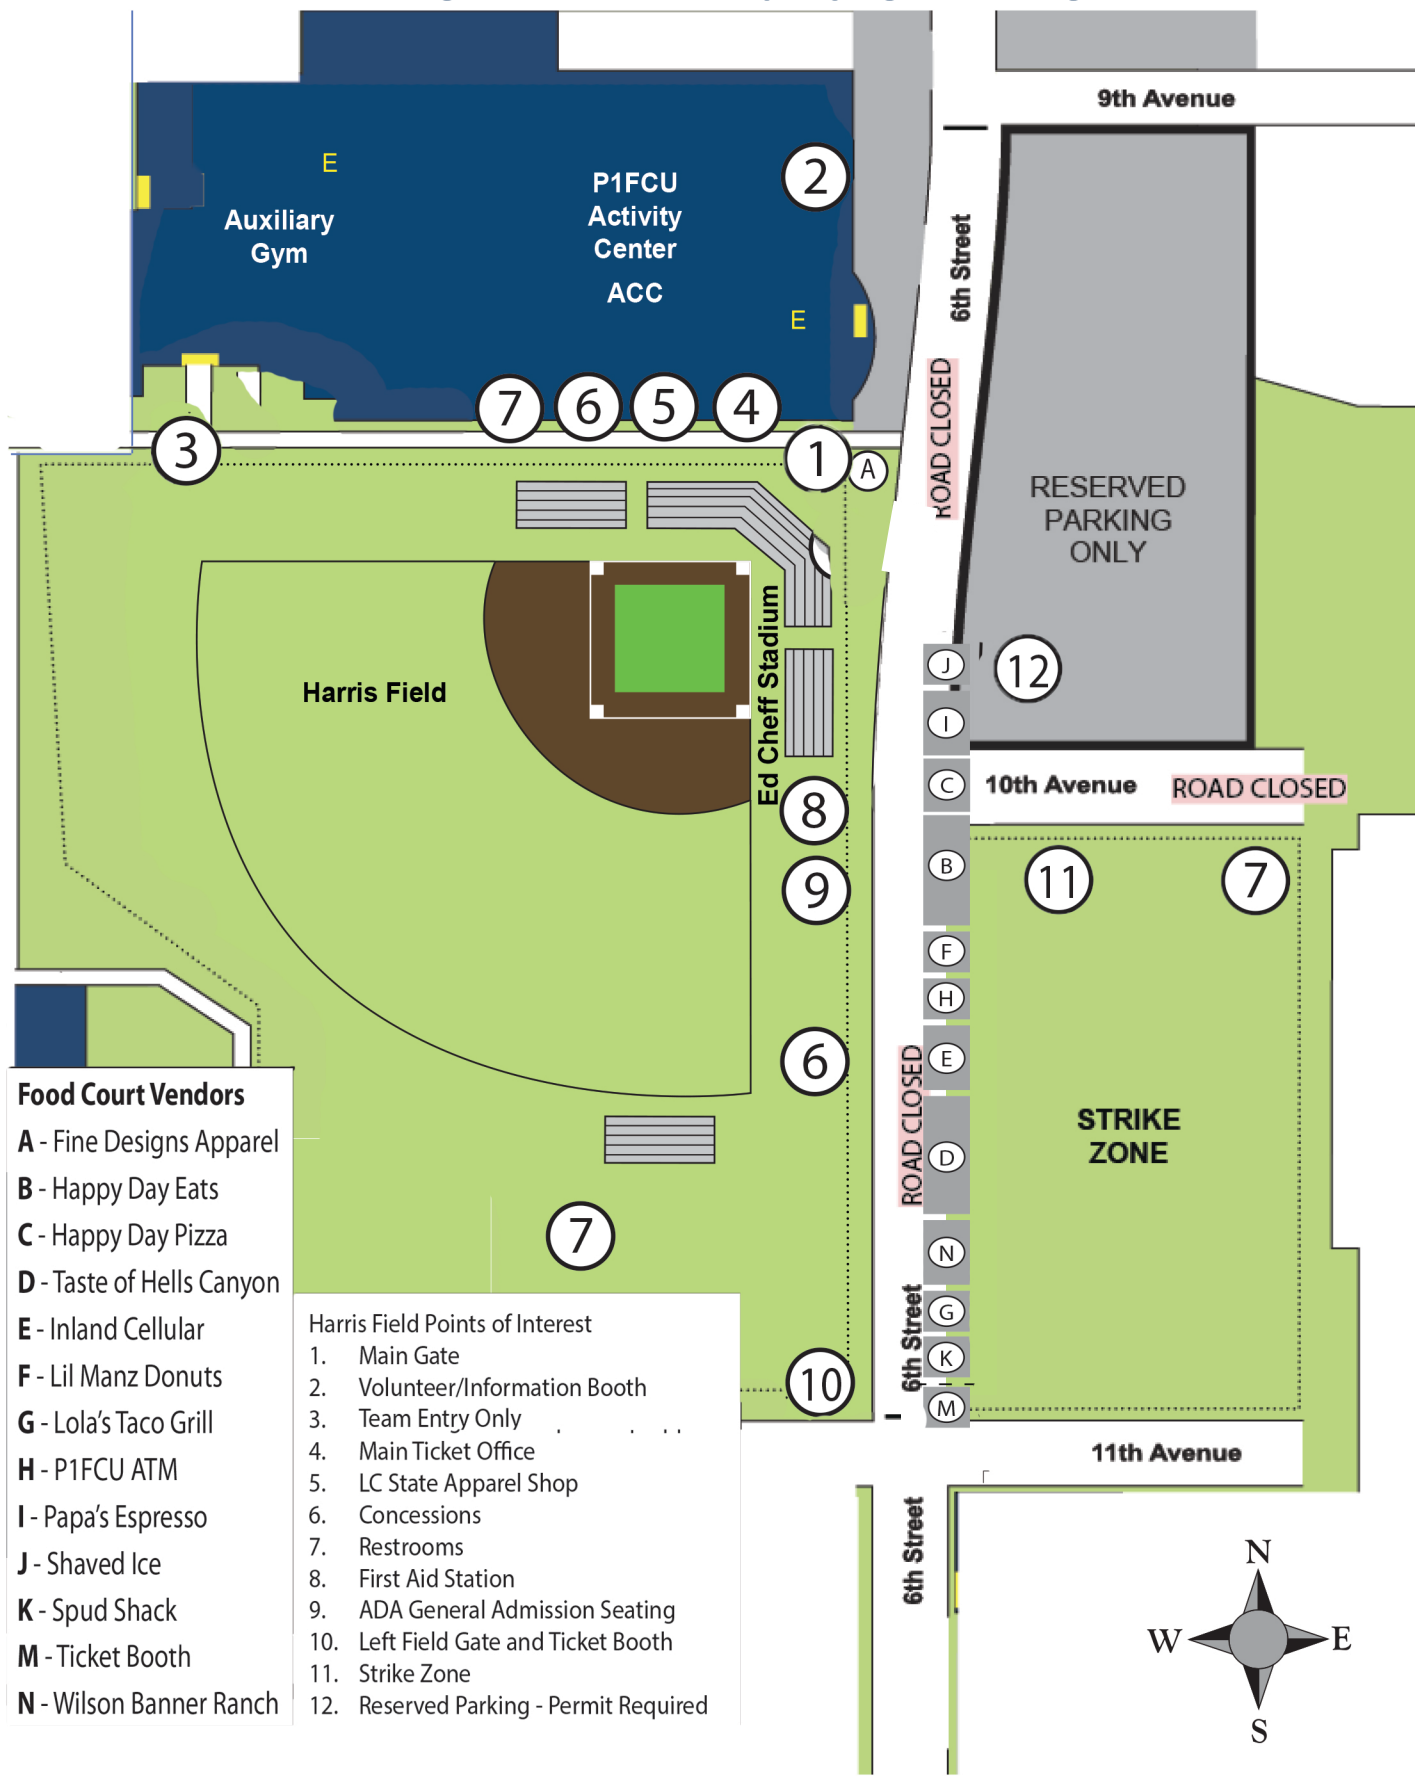 9th Avenue
E
2
P1FCU
Activity
Center
ACC
Auxiliary
Gym
6th Street
E
ROAD CLOSED
7
6
5
4
3
1
A
RESERVED
PARKING
ONLY
Ed Cheff Stadium
Harris Field
J
12
I
C
10th Avenue
ROAD CLOSED
8
B
11
7
9
F
H
6
E
ROAD CLOSED
STRIKE
ZONE
D
7
N
6th Street
G
K
10
M
11th Avenue
6th Street
N
W
E
S
Food Court Vendors
A - Fine Designs Apparel
B - Happy Day Eats
C - Happy Day Pizza
D - Taste of Hells Canyon
E - Inland Cellular
F - Lil Manz Donuts
G - Lola's Taco Grill
H - P1FCU ATM
I - Papa's Espresso
J - Shaved Ice
K - Spud Shack
M - Ticket Booth
N - Wilson Banner Ranch
Harris Field Points of Interest
1. Main Gate
2. Volunteer/Information Booth
3. Team Entry Only
4. Main Ticket Office
5. LC State Apparel Shop
6. Concessions
7. Restrooms
8. First Aid Station
9. ADA General Admission Seating
10. Left Field Gate and Ticket Booth
11. Strike Zone
12. Reserved Parking - Permit Required